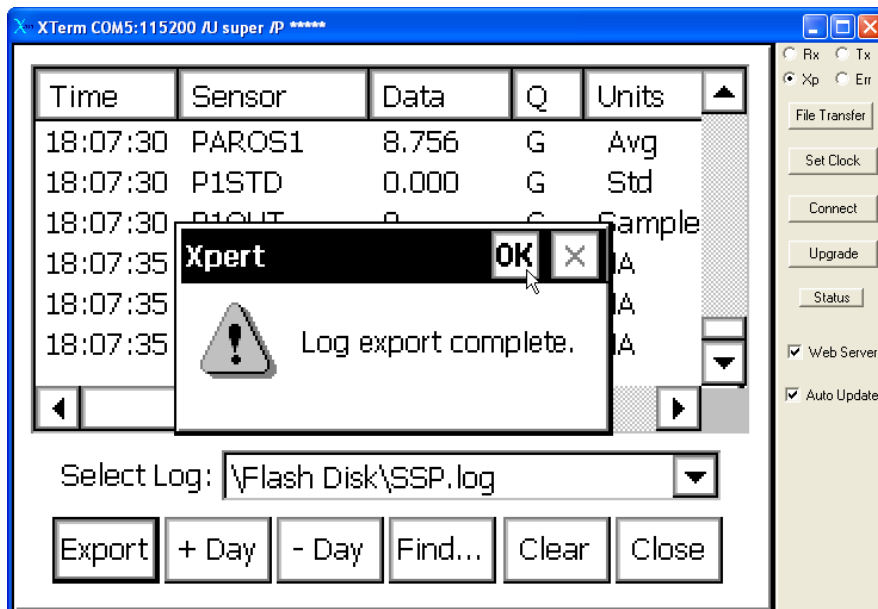 XTerm COM5:115200 /U super /P *****
Rx Tx
Xp Err
File Transfer
Set Clock
Connect
Upgrade
Status
Web Server
Auto Update
Time Sensor Data Q Units
18:07:30 PAROS1 8.756 G Avg
18:07:30 P1STD 0.000 G Std
18:07:30 P1OUT G Sample
18:07:35
18:07:35
18:07:35
Xpert OK
Log export complete.
Select Log: \Flash Disk\SSP.log
Export + Day - Day Find... Clear Close